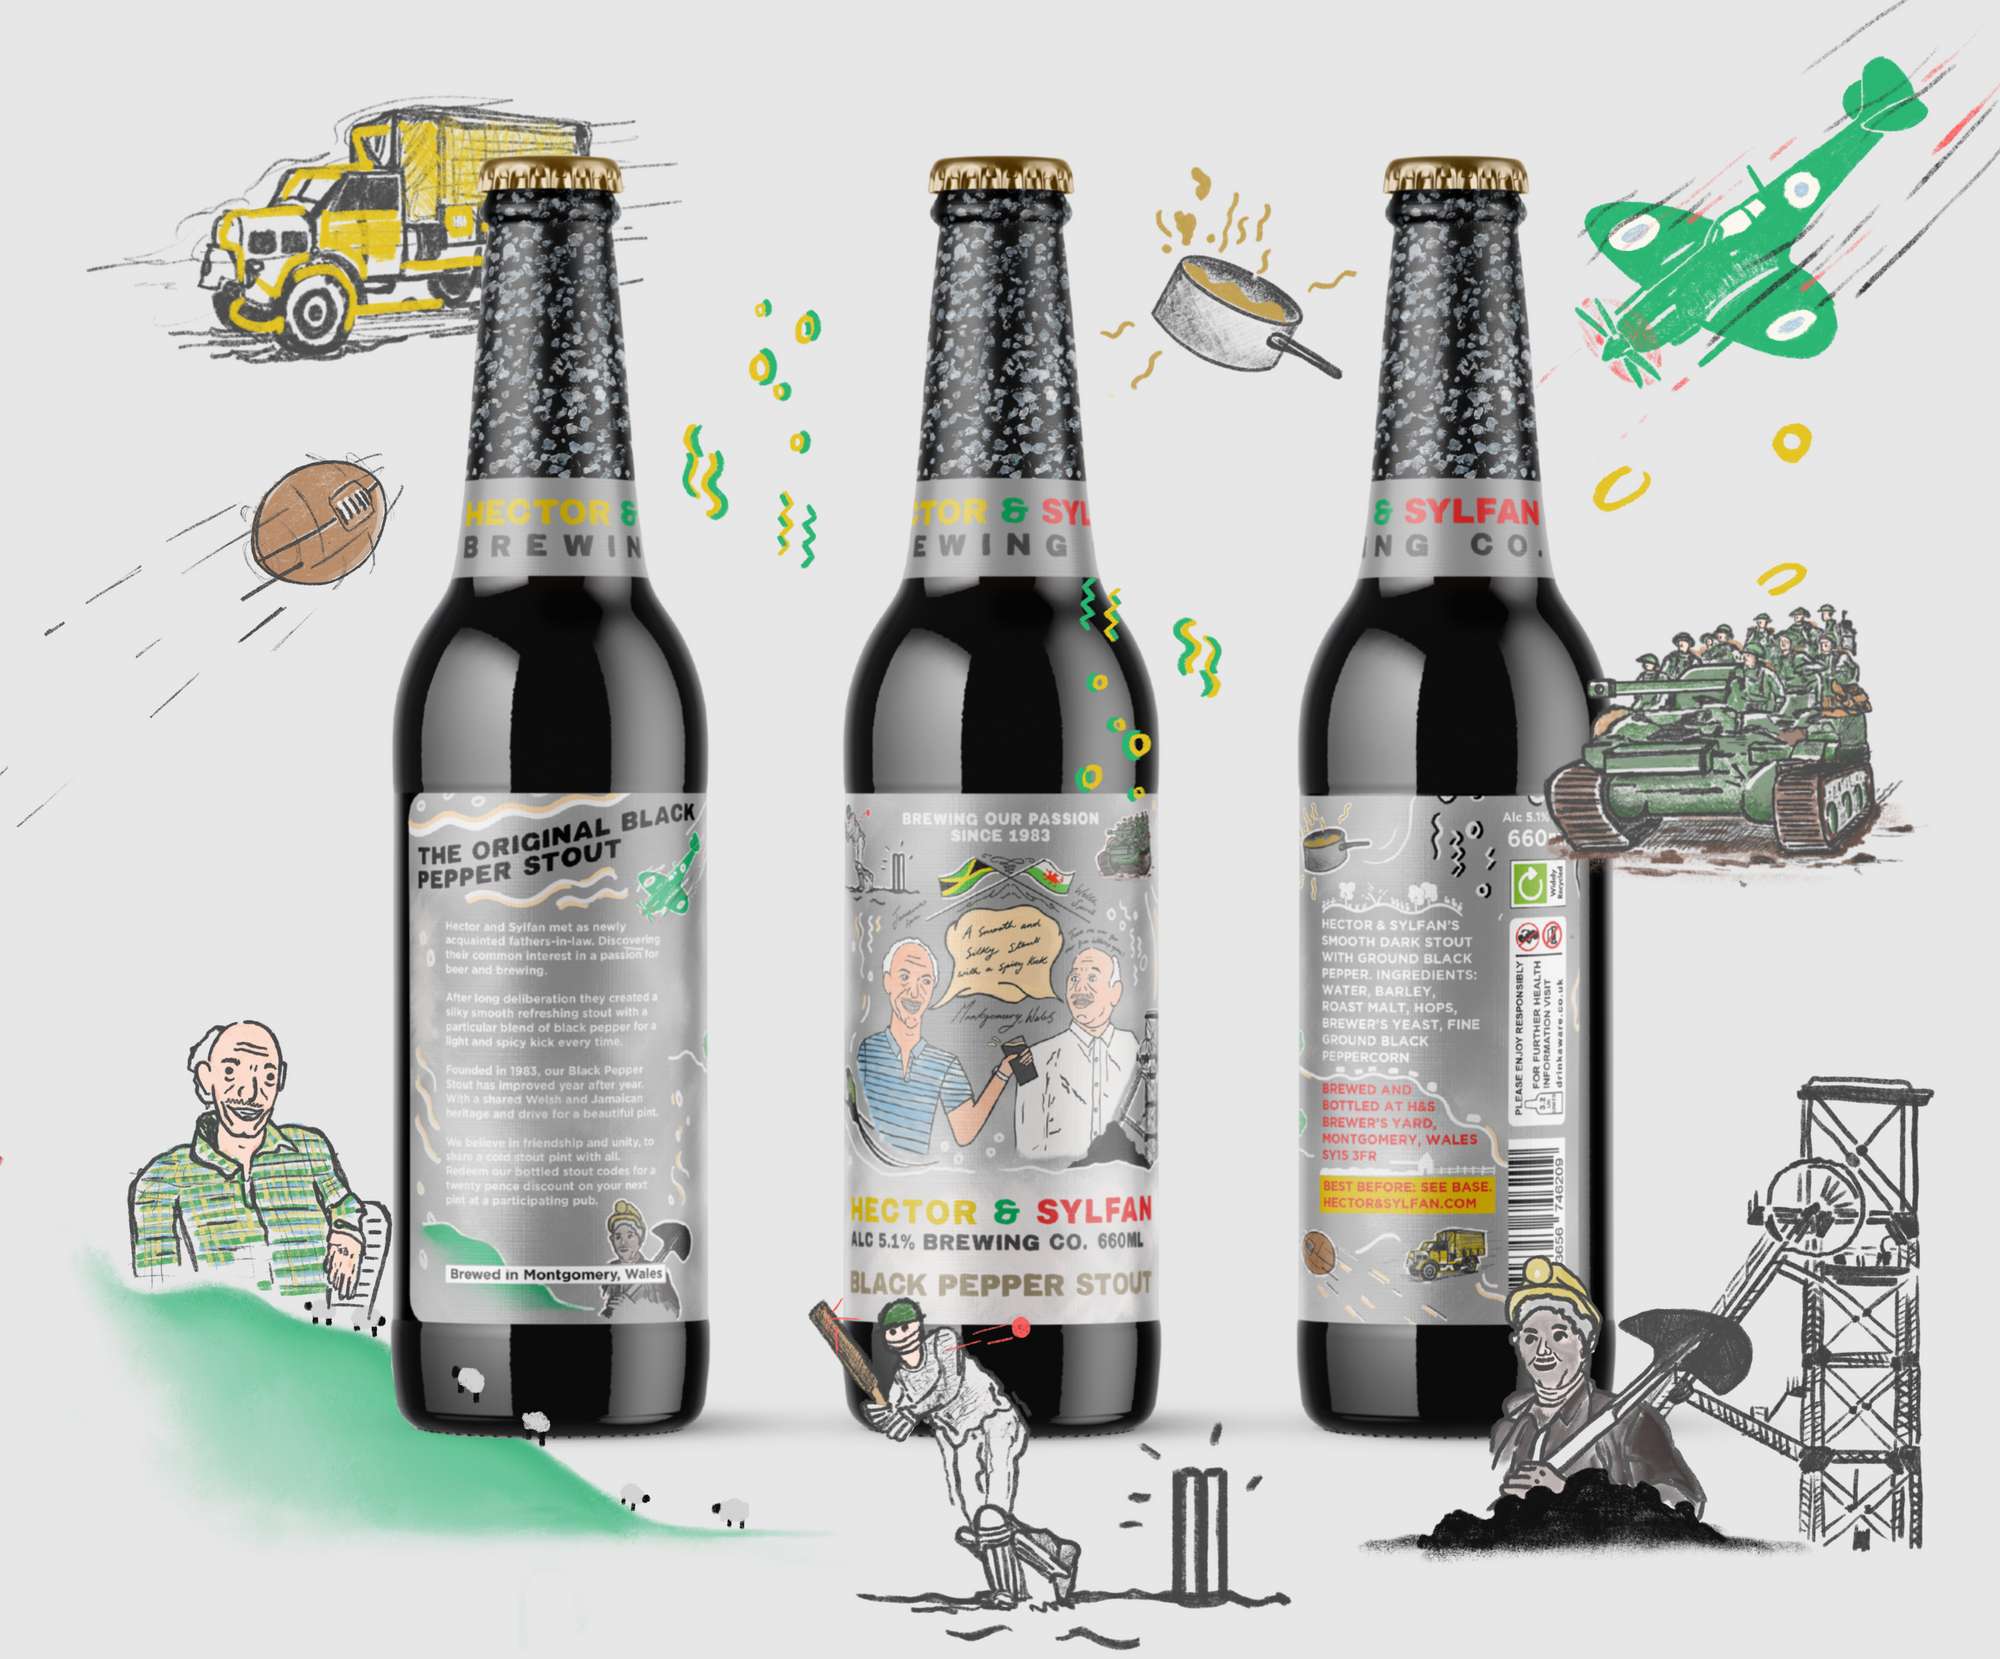 HECTOR &
BREWIN
THE ORIGINAL BLACK
PEPPER STOUT
Hector and Sylfan met as newly
acquainted fathers-in-law. Discovering
their common interest in a passion for
beer and brewing.
After long deliberation they created a
silky smooth refreshing stout with a
particular blend of black pepper for a
light and spicy kick every time.
Founded in 1983, our Black Pepper
Stout has improved year after year.
With a shared Welsh and Jamaican
heritage and drive for a beautiful pint.
We believe in friendship and unity, to
share a cold stout pint with all.
Redeem our bottled stout codes for a
twenty pence discount on your next
pint at a participating pub.
Brewed in Montgomery, Wales
TOR & SYL
EWING
BREWING OUR PASSION
SINCE 1983
A Smooth and
Silky Stout
with a spicy kick
Montgomery, Wales
HECTOR & SYLFAN
ALC 5.1% BREWING CO. 660ML
BLACK PEPPER STOUT
& SYLFAN
NG CO.
Alc 5.1%
660
Widely
Recycled
HECTOR & SYLFAN'S
SMOOTH DARK STOUT
WITH GROUND BLACK
PEPPER. INGREDIENTS:
WATER, BARLEY,
ROAST MALT, HOPS,
BREWER'S YEAST, FINE
GROUND BLACK
PEPPERCORN
BREWED AND
BOTTLED AT H&S
BREWER'S YARD,
MONTGOMERY, WALES
SY15 3FR
BEST BEFORE: SEE BASE.
HECTOR&SYLFAN.COM
PLEASE ENJOY RESPONSIBLY
FOR FURTHER HEALTH
INFORMATION VISIT
drinkaware.co.uk
3656 746209